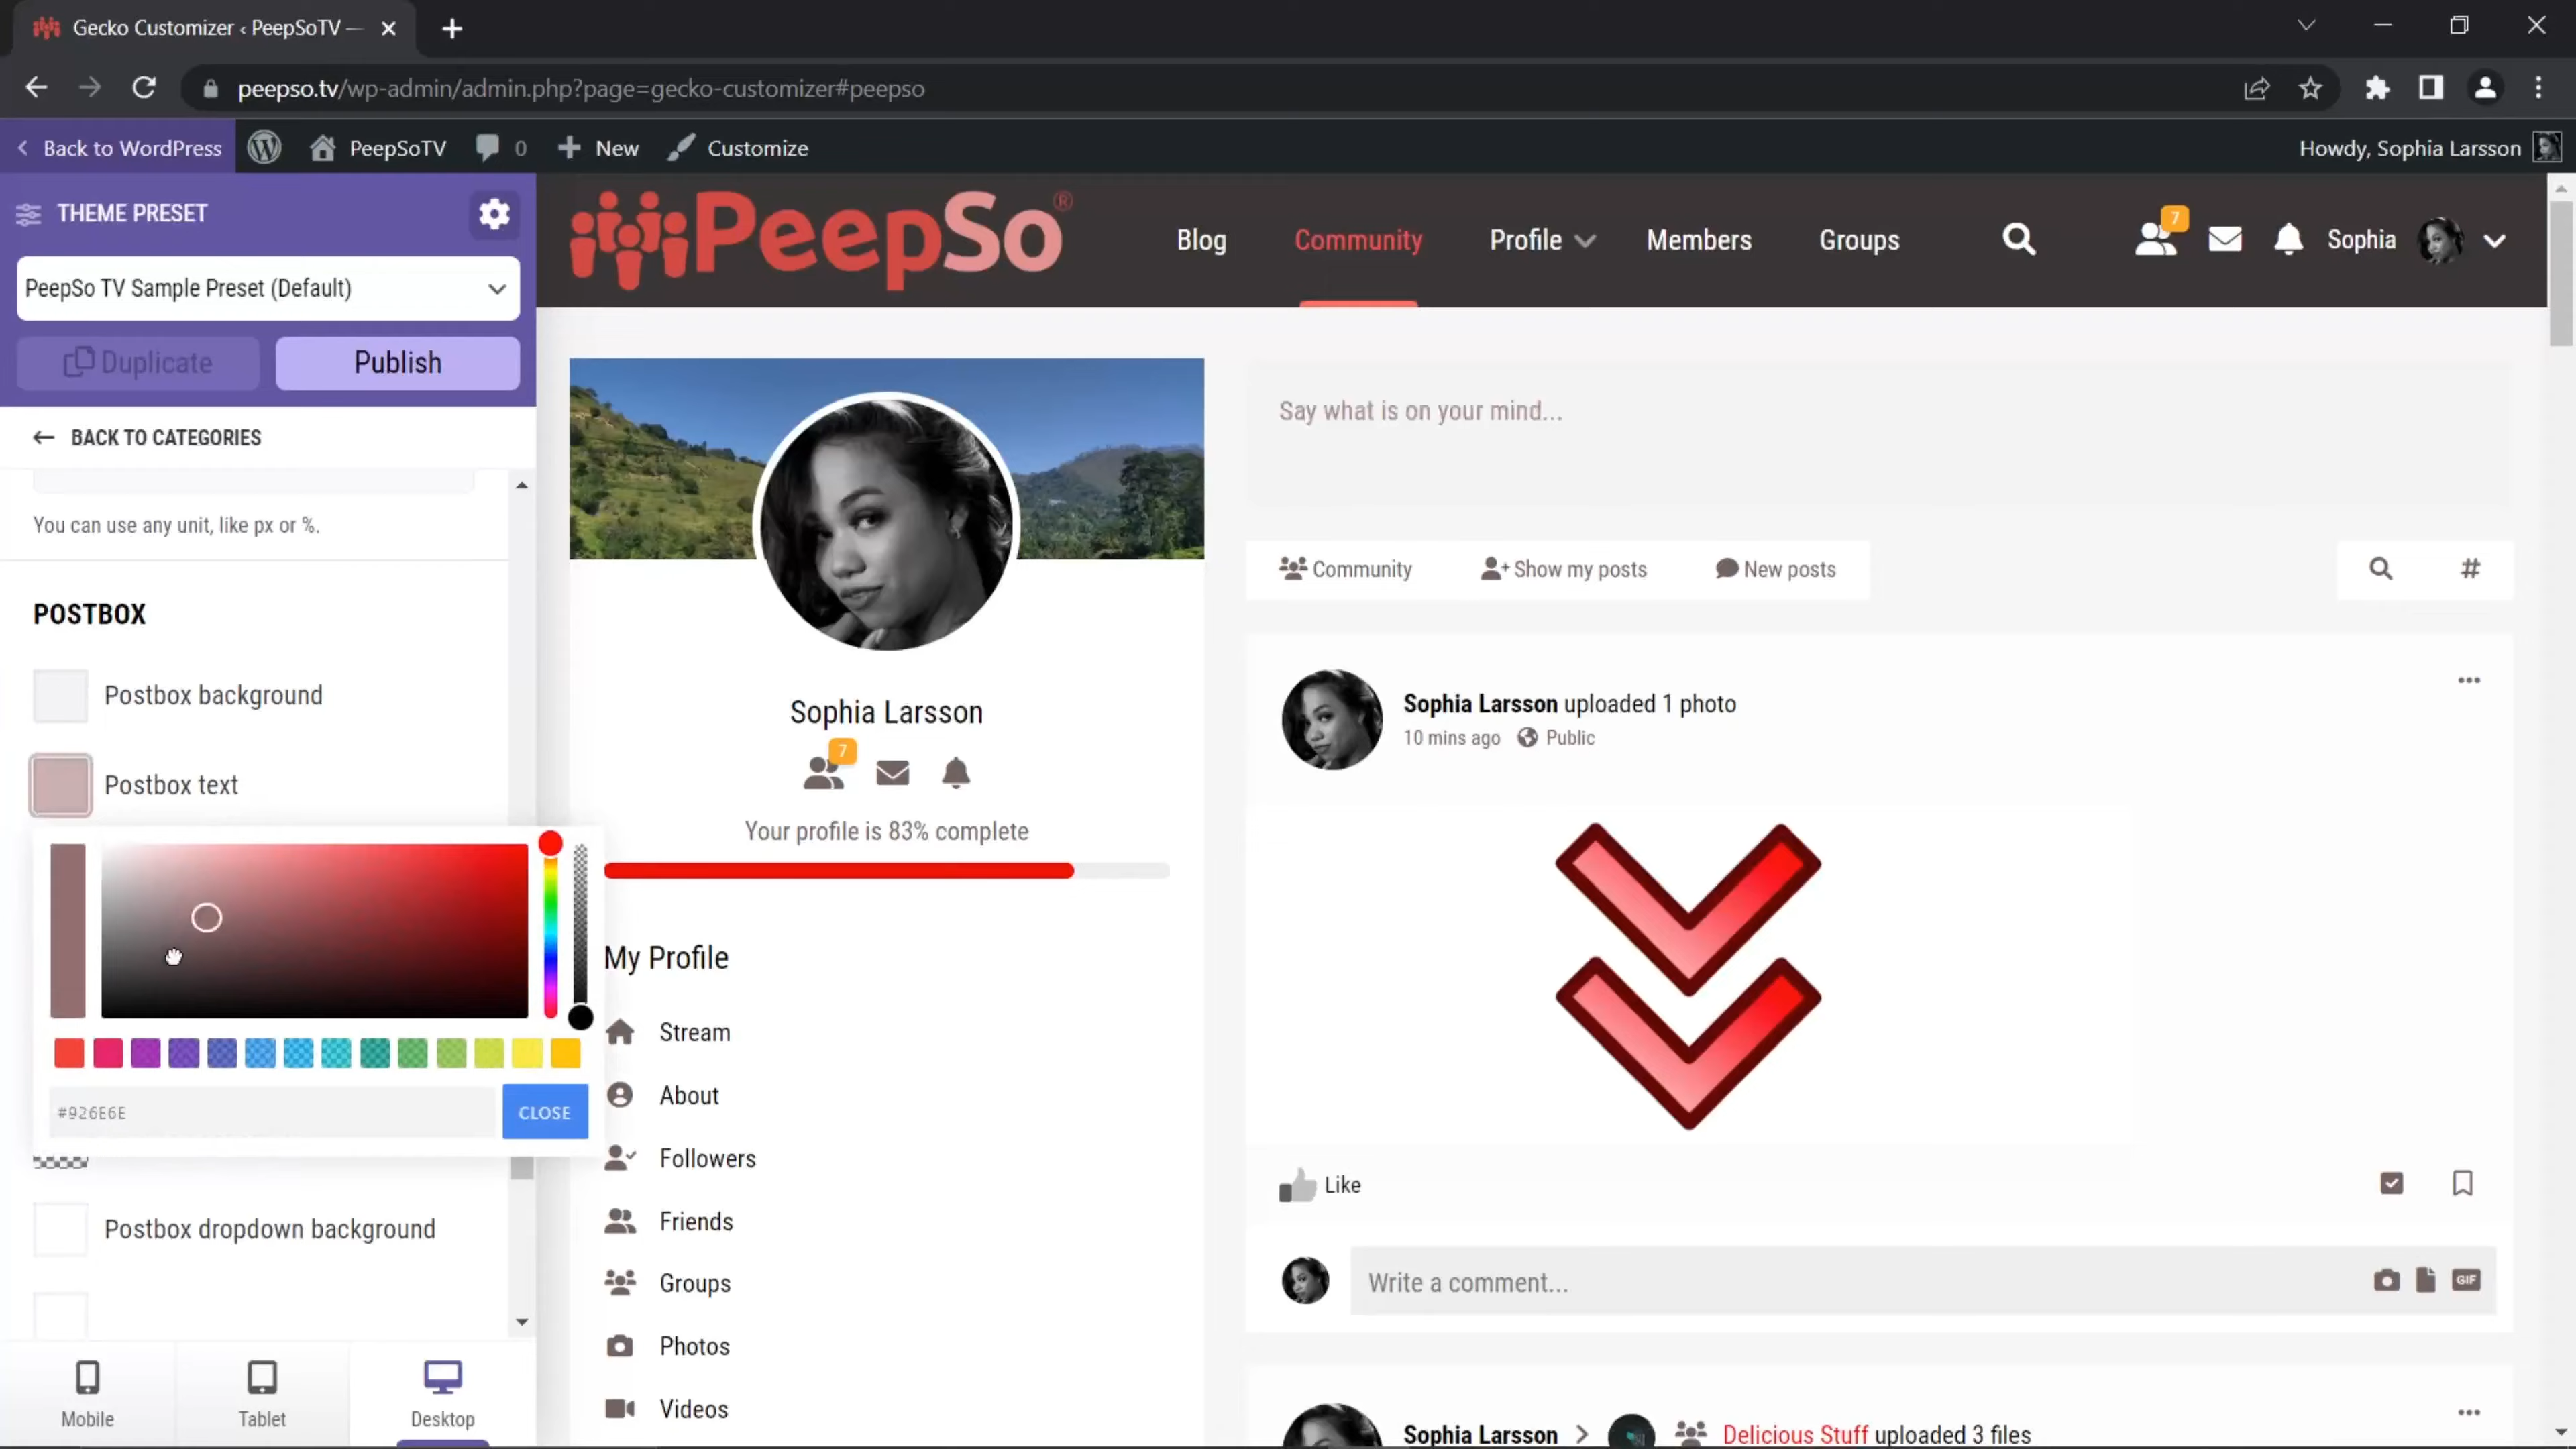 Gecko Customizer ‹ PeepSoTV —
peepso.tv/wp-admin/admin.php?page=gecko-customizer#peepso
Back to WordPress
PeepSoTV
0
New
Customize
Howdy, Sophia Larsson
THEME PRESET
PeepSo TV Sample Preset (Default)
Duplicate
Publish
BACK TO CATEGORIES
You can use any unit, like px or %.
POSTBOX
Postbox background
Postbox text
#926E6E
CLOSE
Postbox dropdown background
Mobile
Tablet
Desktop
PeepSo®
Blog
Community
Profile
Members
Groups
7
Sophia
Sophia Larsson
7
Your profile is 83% complete
My Profile
Stream
About
Followers
Friends
Groups
Photos
Videos
Say what is on your mind...
Community
Show my posts
New posts
#
Sophia Larsson uploaded 1 photo
10 mins ago Public
Like
Write a comment...
GIF
Sophia Larsson > Delicious Stuff uploaded 3 files